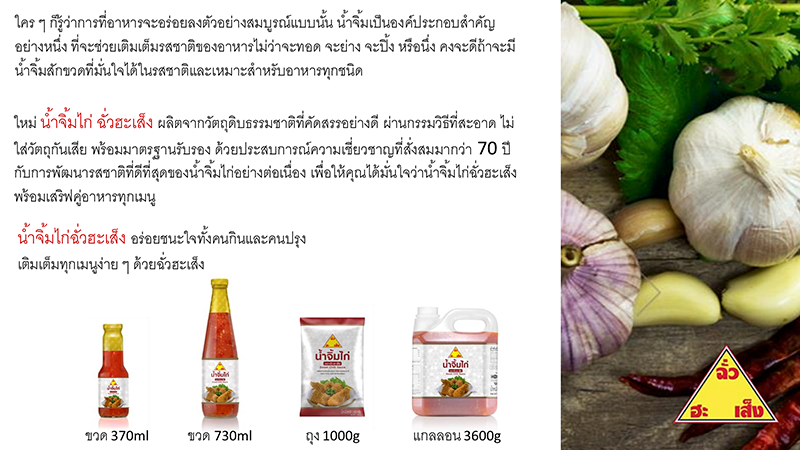 ใคร ๆ ก็รู้ว่าการที่อาหารจะอร่อยลงตัวอย่างสมบูรณ์แบบนั้น น้ำจิ้มเป็นองค์ประกอบสำคัญ
อย่างหนึ่ง ที่จะช่วยเติมเต็มรสชาติของอาหารไม่ว่าจะทอด จะย่าง จะปิ้ง หรือนึ่ง คงจะดีถ้าจะมี
น้ำจิ้มสักขวดที่มั่นใจได้ในรสชาติและเหมาะสำหรับอาหารทุกชนิด
ใหม่ น้ำจิ้มไก่ ฉั่วฮะเส็ง ผลิตจากวัตถุดิบธรรมชาติที่คัดสรรอย่างดี ผ่านกรรมวิธีที่สะอาด ไม่
ใส่วัตถุกันเสีย พร้อมมาตรฐานรับรอง ด้วยประสบการณ์ความเชี่ยวชาญที่สั่งสมมากว่า 70 ปี
กับการพัฒนารสชาติที่ดีที่สุดของน้ำจิ้มไก่อย่างต่อเนื่อง เพื่อให้คุณได้มั่นใจว่าน้ำจิ้มไก่ฉั่วฮะเส็ง
พร้อมเสริฟคู่อาหารทุกเมนู
น้ำจิ้มไก่ฉั่วฮะเส็ง อร่อยชนะใจทั้งคนกินและคนปรุง
เติมเต็มทุกเมนูง่าย ๆ ด้วยฉั่วฮะเส็ง
น้ำจิ้มไก่
น้ำจิ้มไก่
น้ำจิ้มไก่
น้ำจิ้มไก่
ขวด 370ml
ขวด 730ml
ถุง 1000g
แกลลอน 3600g
ฉั่ว
ฮะ เส็ง